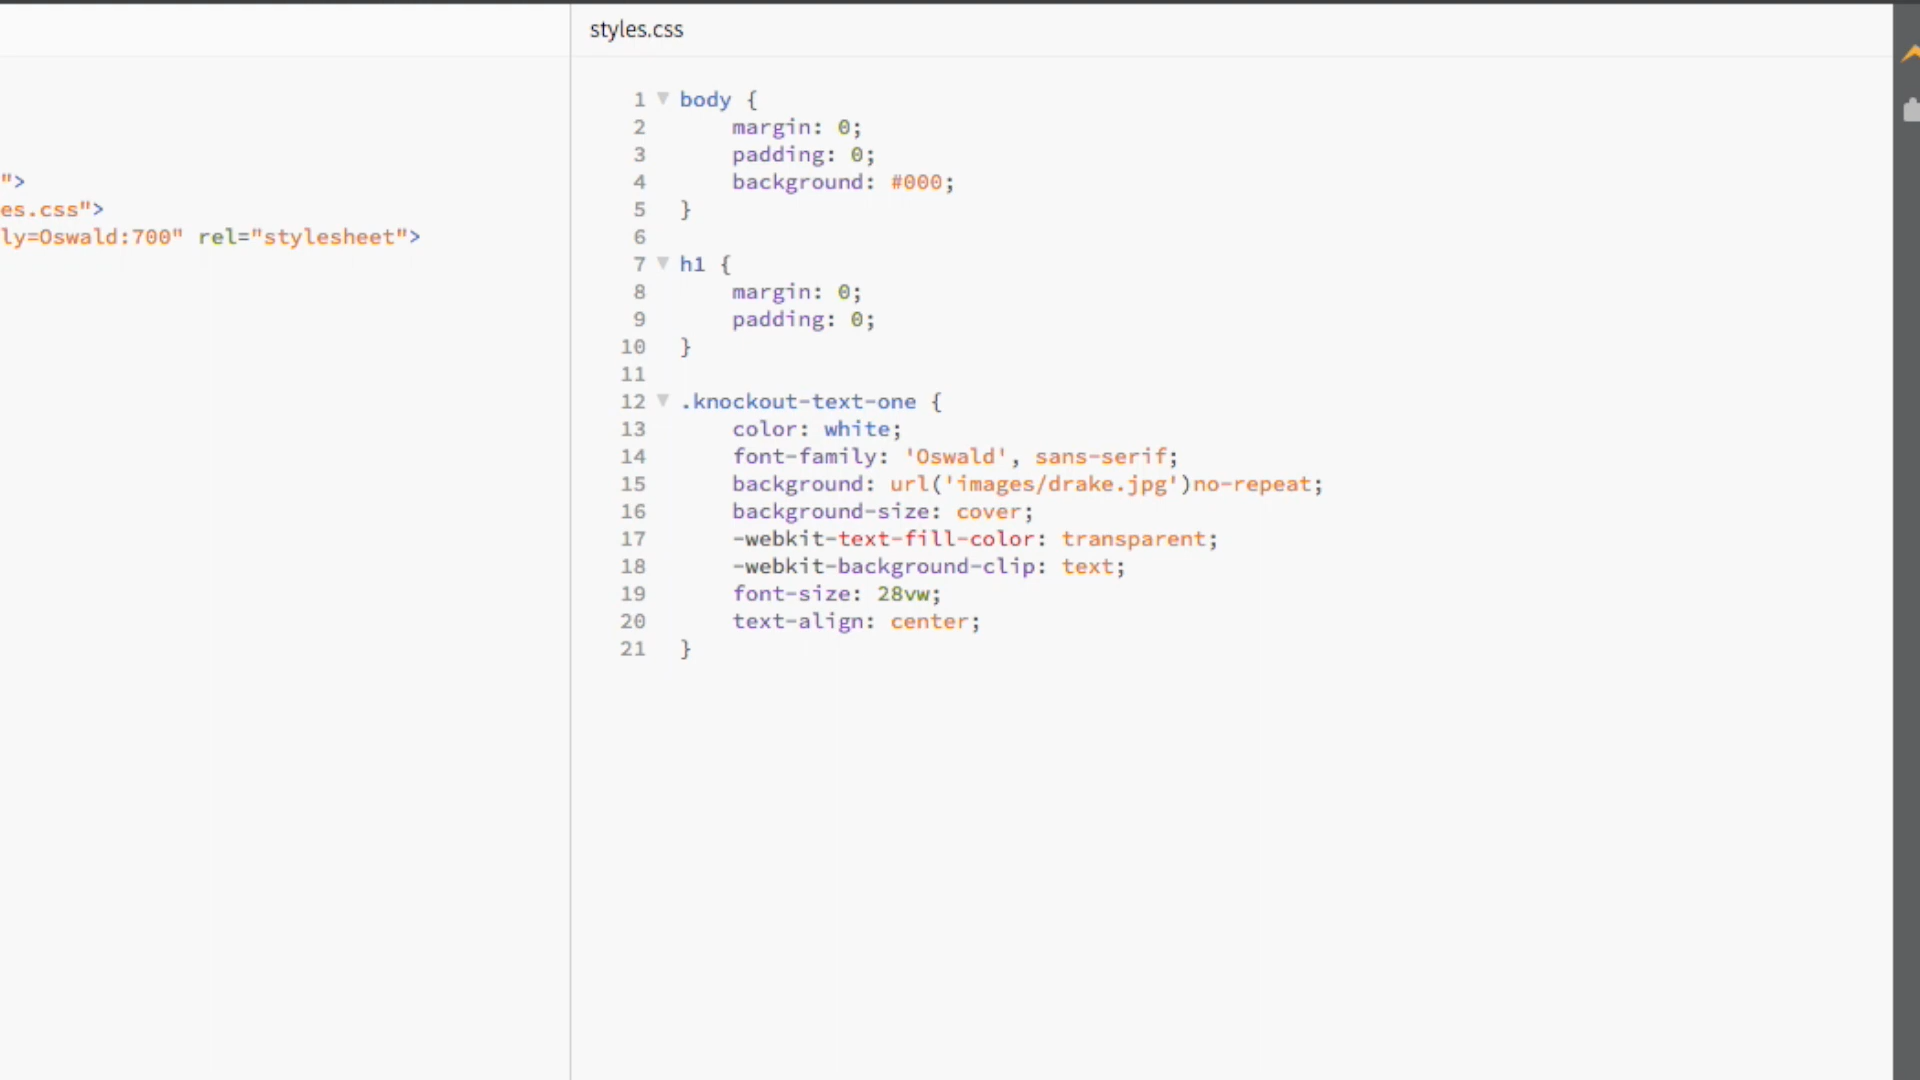 styles.css
">
es.css">
ly=Oswald:700" rel="stylesheet">
1 body {
2 margin: 0;
3 padding: 0;
4 background: #000;
5 }
6
7 h1 {
8 margin: 0;
9 padding: 0;
10 }
11
12 .knockout-text-one {
13 color: white;
14 font-family: 'Oswald', sans-serif;
15 background: url('images/drake.jpg')no-repeat;
16 background-size: cover;
17 -webkit-text-fill-color: transparent;
18 -webkit-background-clip: text;
19 font-size: 28vw;
20 text-align: center;
21 }